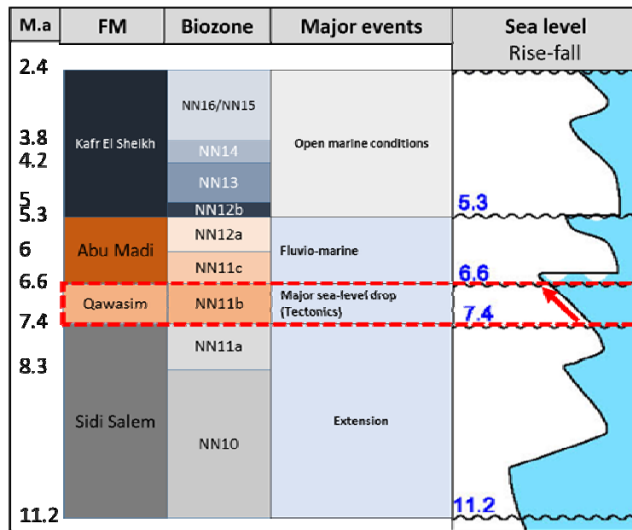 M.a FM Biozone Major events Sea level
Rise-fall
2.4
NN16/NN15
3.8
Kafr El Sheikh Open marine conditions
NN14
4.2
NN13
5
NN12b 5.3
5.3
NN12a
6 Abu Madi Fluvio-marine
NN11c 6.6
6.6
Qawasim NN11b Major sea-level drop
(Tectonics)
7.4
7.4
NN11a
8.3
Sidi Salem Extension
NN10
11.2
11.2